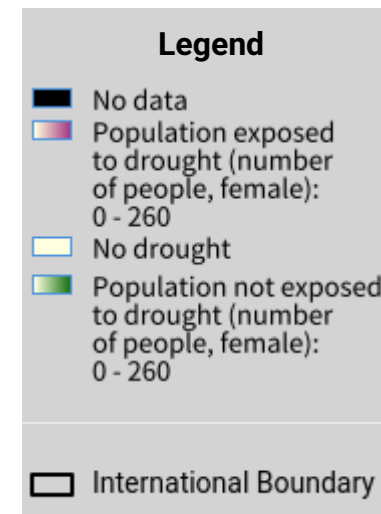 Legend
No data
Population exposed
to drought (number
of people, female):
0 - 260
No drought
Population not exposed
to drought (number
of people, female):
0 - 260
International Boundary